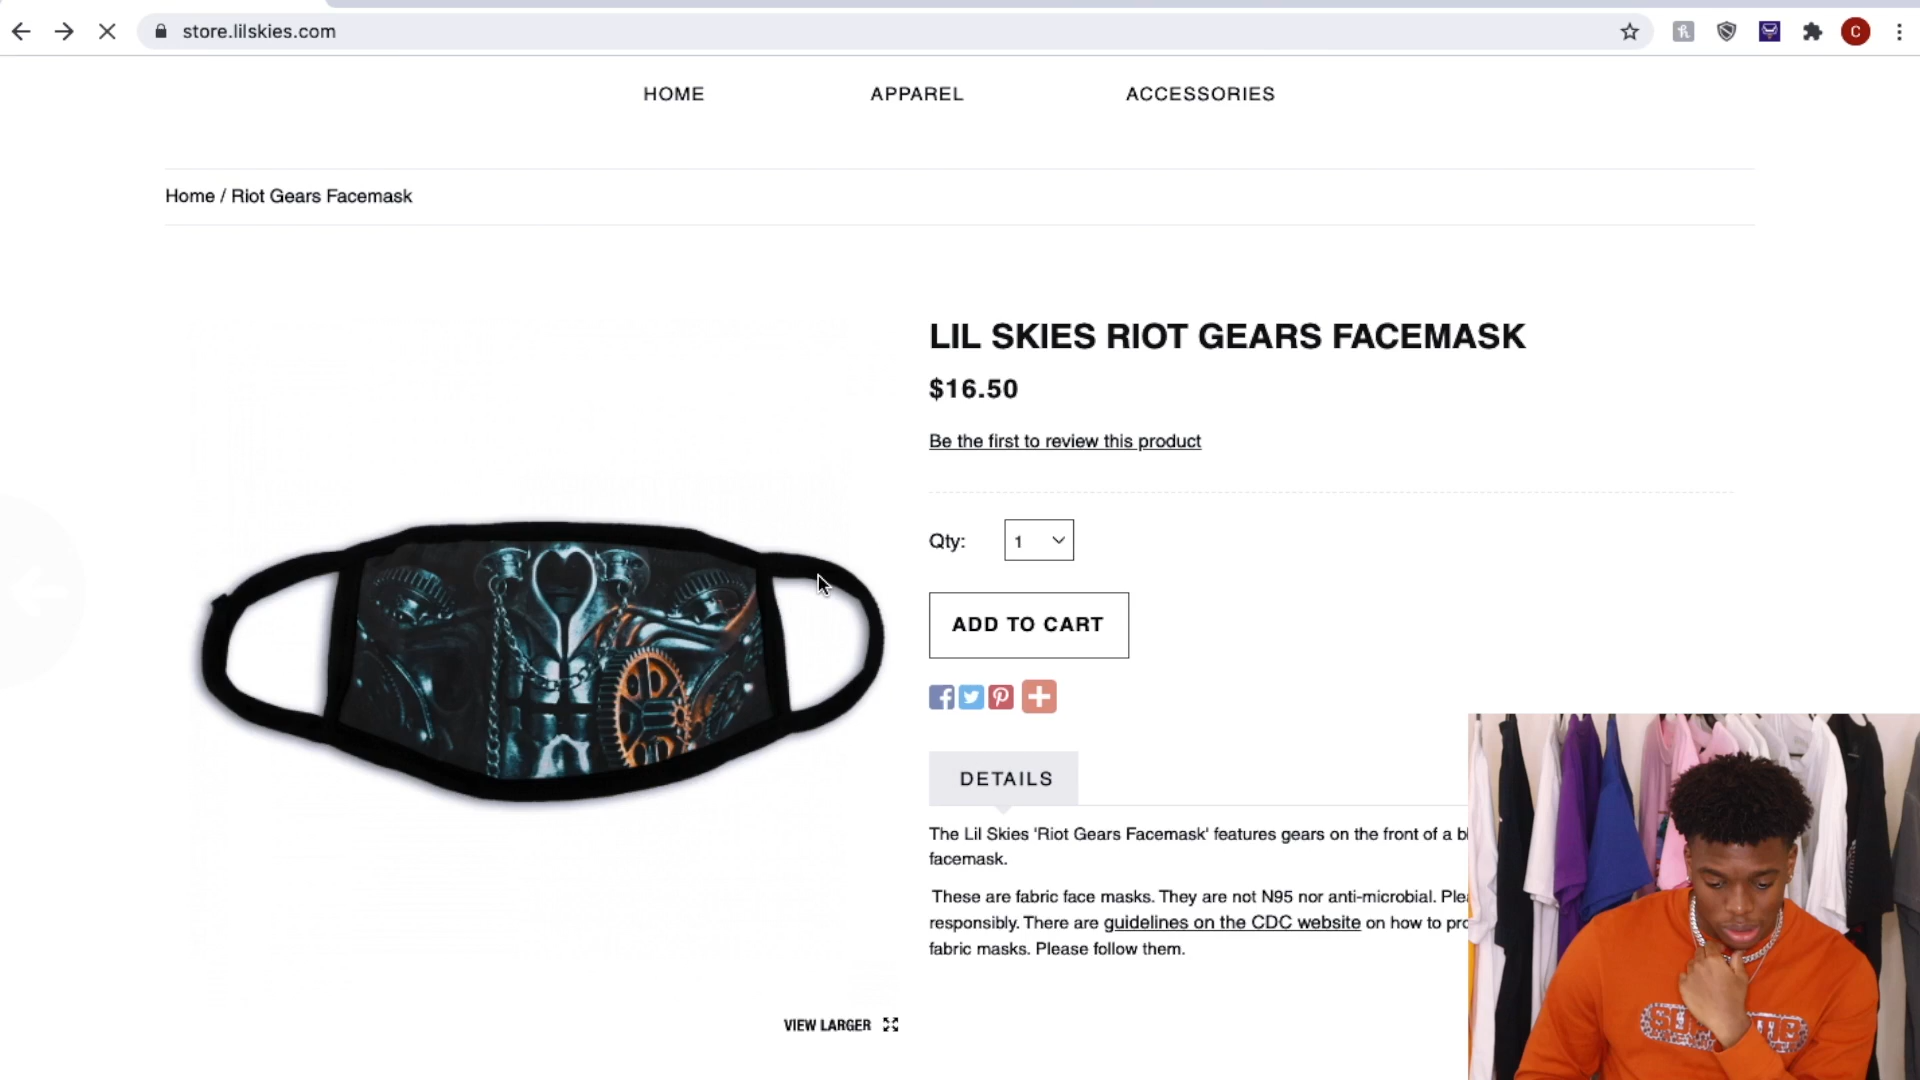 store.lilskies.com
C
HOME
APPAREL
ACCESSORIES
Home / Riot Gears Facemask
LIL SKIES RIOT GEARS FACEMASK
$16.50
Be the first to review this product
Qty:
1
ADD TO CART
DETAILS
The Lil Skies 'Riot Gears Facemask' features gears on the front of a
facemask.
These are fabric face masks. They are not N95 nor anti-microbial.
responsibly. There are guidelines on the CDC website on how to
fabric masks. Please follow them.
VIEW LARGER